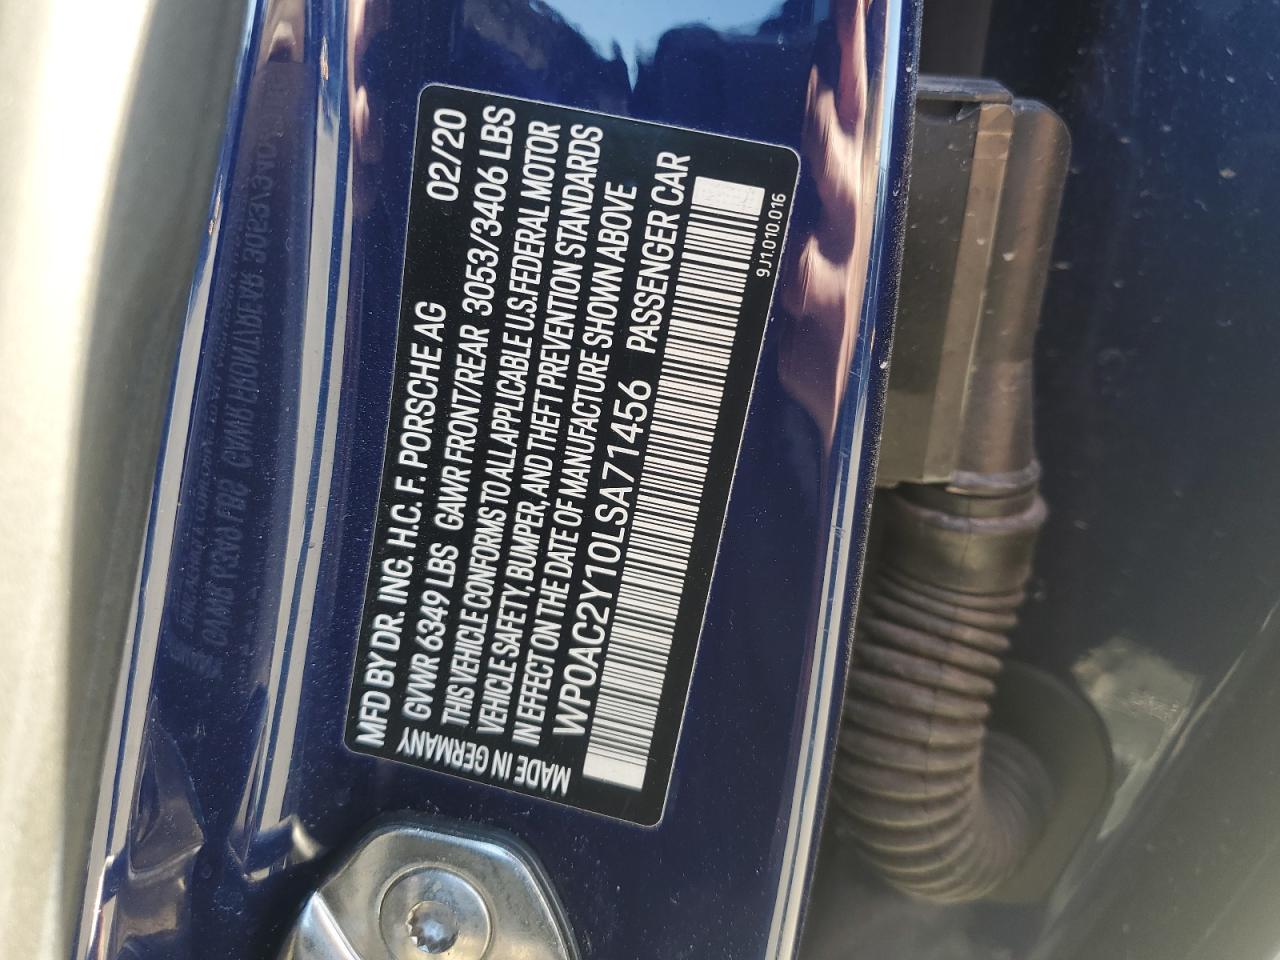 MFD BY DR. ING. H.C. F. PORSCHE AG 02/20
GVWR 6349 LBS GAWR FRONT/REAR 3053/3406 LBS
THIS VEHICLE CONFORMS TO ALL APPLICABLE U.S. FEDERAL MOTOR
VEHICLE SAFETY, BUMPER, AND THEFT PREVENTION STANDARDS
IN EFFECT ON THE DATE OF MANUFACTURE SHOWN ABOVE
WP0AC2Y10LSA71456 PASSENGER CAR
MADE IN GERMANY
9J1.010.016